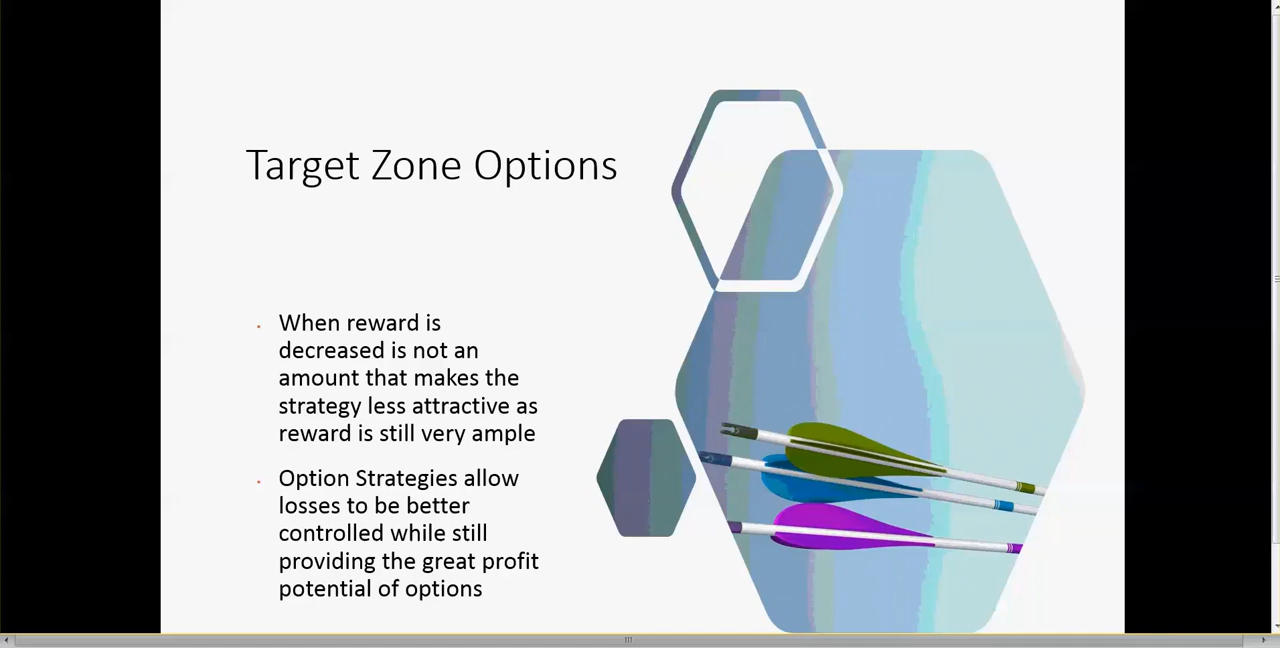 Target Zone Options
When reward is
decreased is not an
amount that makes the
strategy less attractive as
reward is still very ample
Option Strategies allow
losses to be better
controlled while still
providing the great profit
potential of options